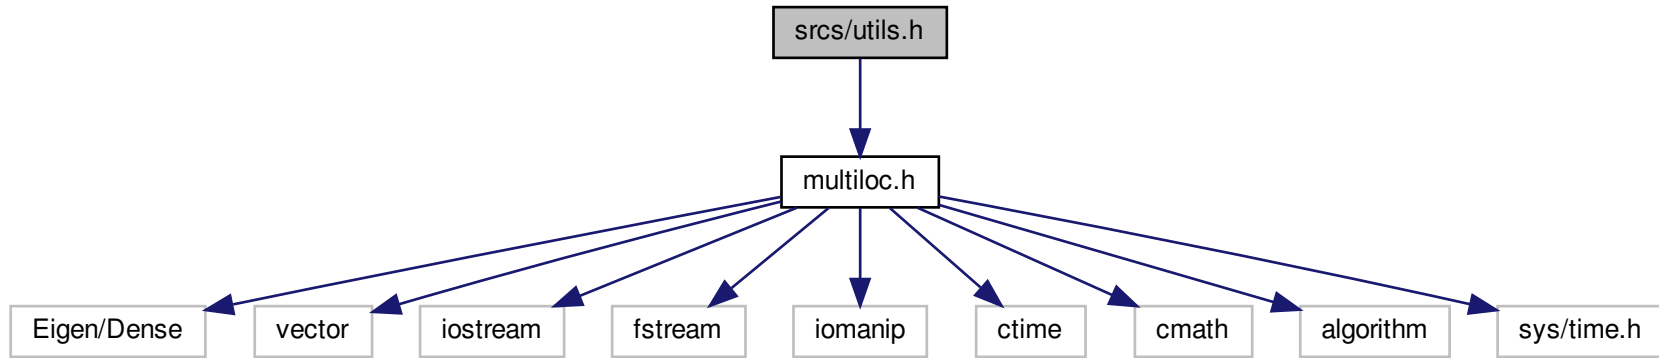 srcs/utils.h
multiloc.h
Eigen/Dense
vector
iostream
fstream
iomanip
ctime
cmath
algorithm
sys/time.h